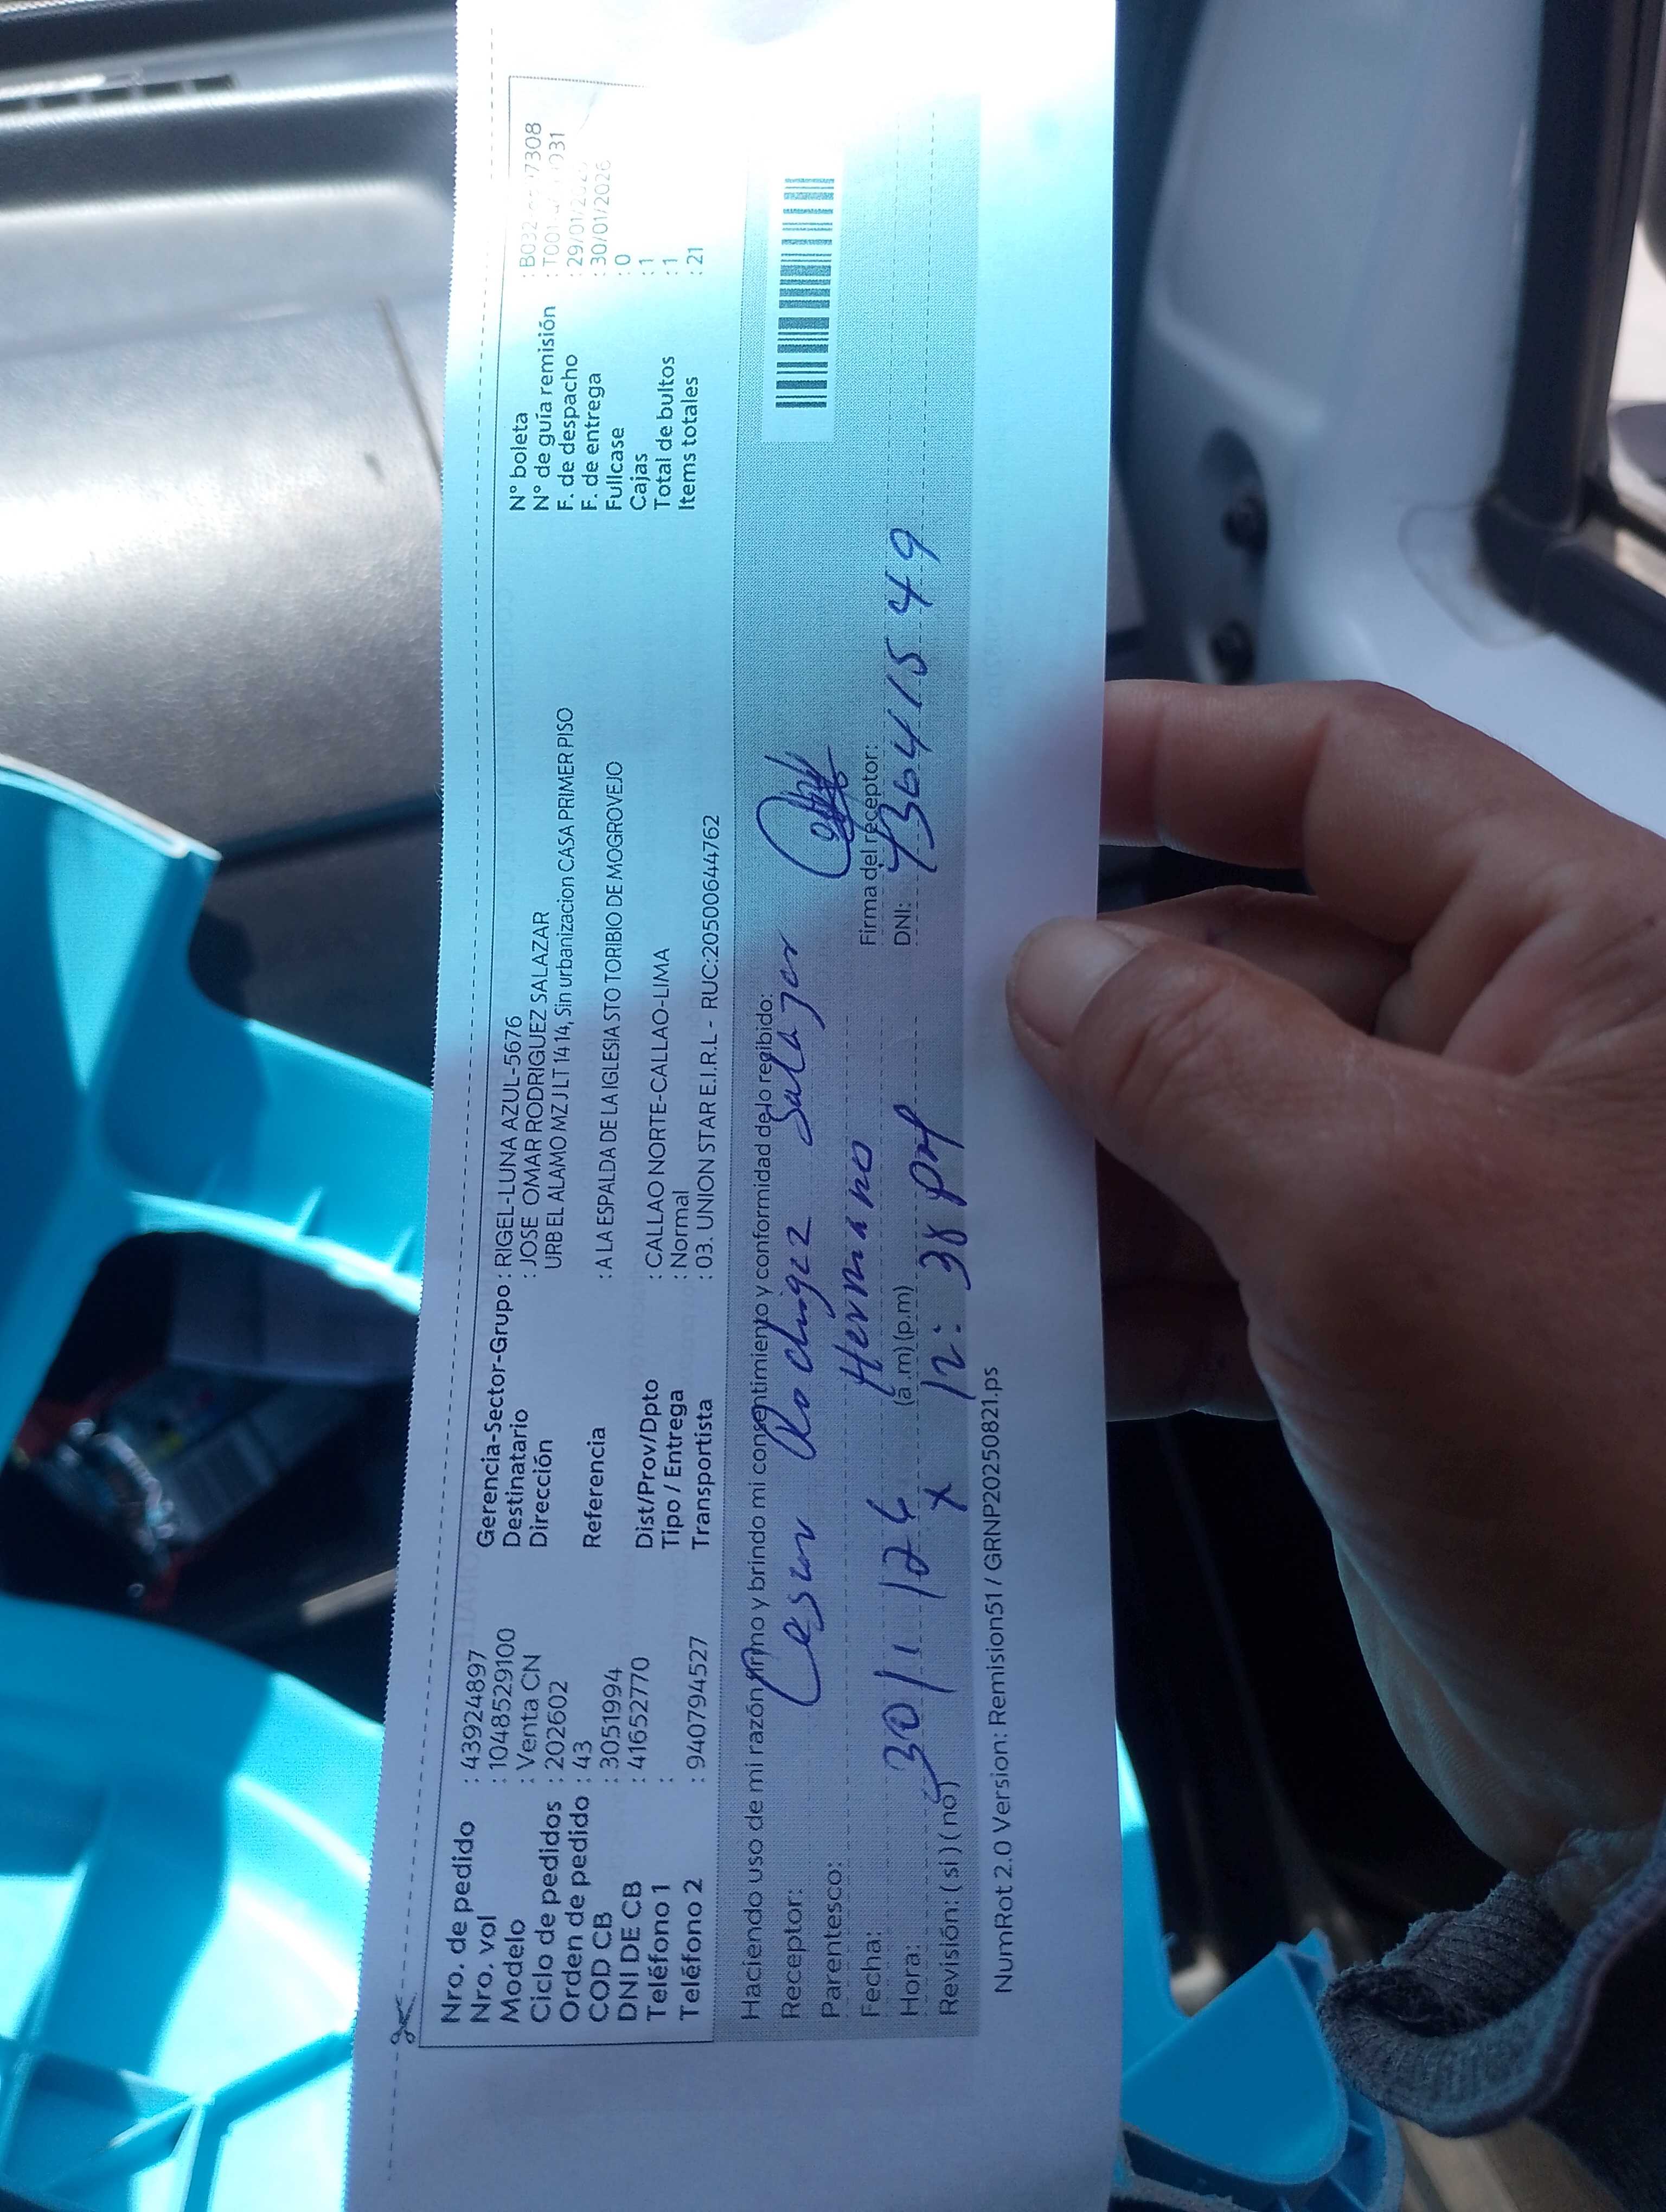 Nro. de pedido : 43924897
Nro. vol : 1048529100
Modelo : Venta CN
Ciclo de pedidos : 202602
Orden de pedido : 43
COD CB : 3051994
DNI DE CB : 41652770
Teléfono 1 :
Teléfono 2 : 940794527
Gerencia-Sector-Grupo : RIGEL-LUNA AZUL-5676
Destinatario : JOSE OMAR RODRIGUEZ SALAZAR
Dirección URB EL ALAMO MZ J LT 14 14, Sin urbanizacion CASA PRIMER PISO
Referencia : A LA ESPALDA DE LA IGLESIA STO TORIBIO DE MOGROVEJO
Dist/Prov/Dpto : CALLAO NORTE-CALLAO-LIMA
Tipo / Entrega : Normal
Transportista : 03. UNION STAR E.I.R.L - RUC:20500644762
N° boleta :
N° de guía remisión :
F. de despacho : 29/01/
F. de entrega : 30/01/2026
Fullcase : 0
Cajas : 1
Total de bultos : 1
Items totales : 21
Haciendo uso de mi razón firmo y brindo mi consentimiento y conformidad de lo recibido:
Receptor: Cesar Rodriguez Salazar
Parentesco: Hermano
Firma del receptor:
Fecha: 30/1/26
(a.m) (p.m)
DNI:
Hora: 12:38 PM
Revisión: ( si ) ( no ) x
NumRot 2.0 Version: Remision51 / GRNP20250821.ps